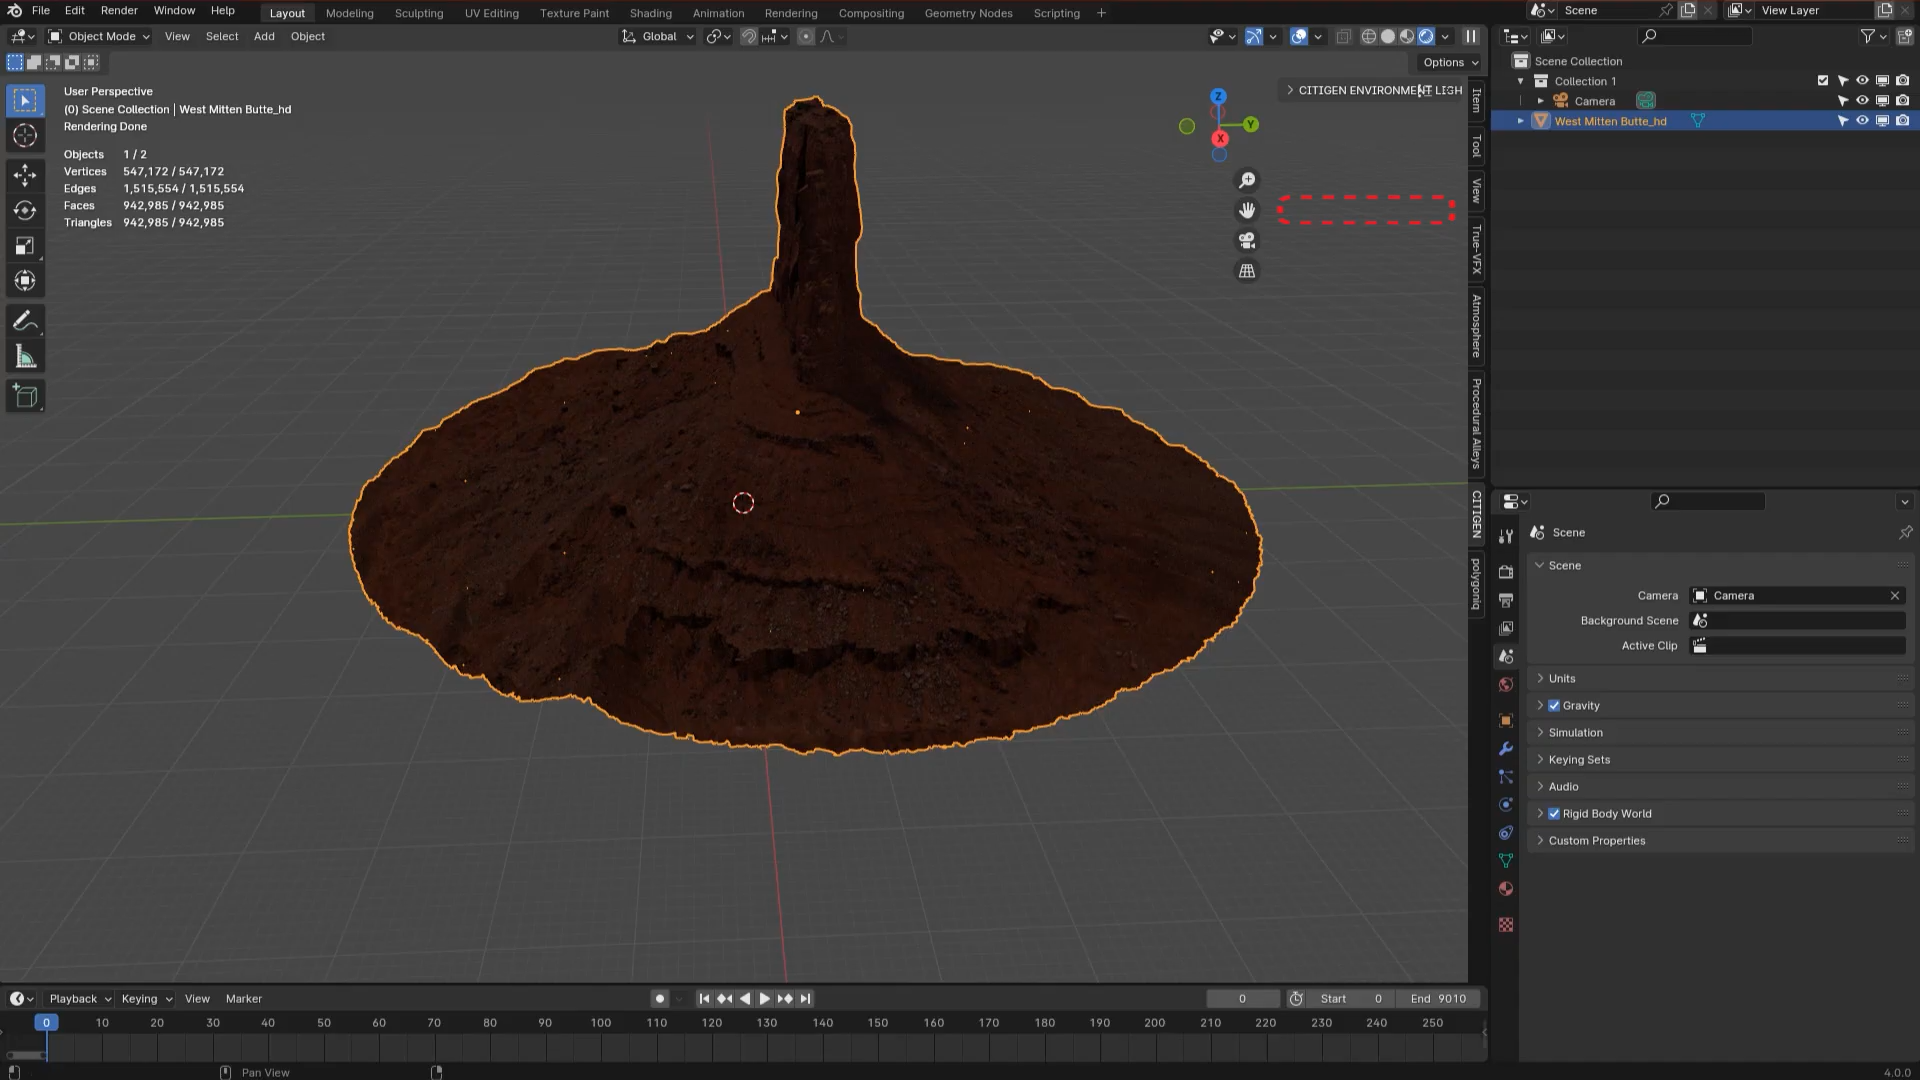 File Edit Render Window Help Layout Modeling Sculpting UV Editing Texture Paint Shading Animation Rendering Compositing Geometry Nodes Scripting + Scene View Layer
Object Mode View Select Add Object Global
Options
User Perspective
(0) Scene Collection | West Mitten Butte_hd
Rendering Done
Objects 1 / 2
Vertices 547,172 / 547,172
Edges 1,515,554 / 1,515,554
Faces 942,985 / 942,985
Triangles 942,985 / 942,985
Z
Y
X
CITIGEN ENVIRONMENT LIGH
Item
Tool
View
True-VFX
Atmosphere
Procedural Alleys
CITIGEN
polygoniq
Scene Collection
Collection 1
Camera
West Mitten Butte_hd
Scene
Scene
Camera Camera
Background Scene
Active Clip
Units
Gravity
Simulation
Keying Sets
Audio
Rigid Body World
Custom Properties
Playback Keying View Marker 0 Start 0 End 9010
0 10 20 30 40 50 60 70 80 90 100 110 120 130 140 150 160 170 180 190 200 210 220 230 240 250
Pan View 4.0.0